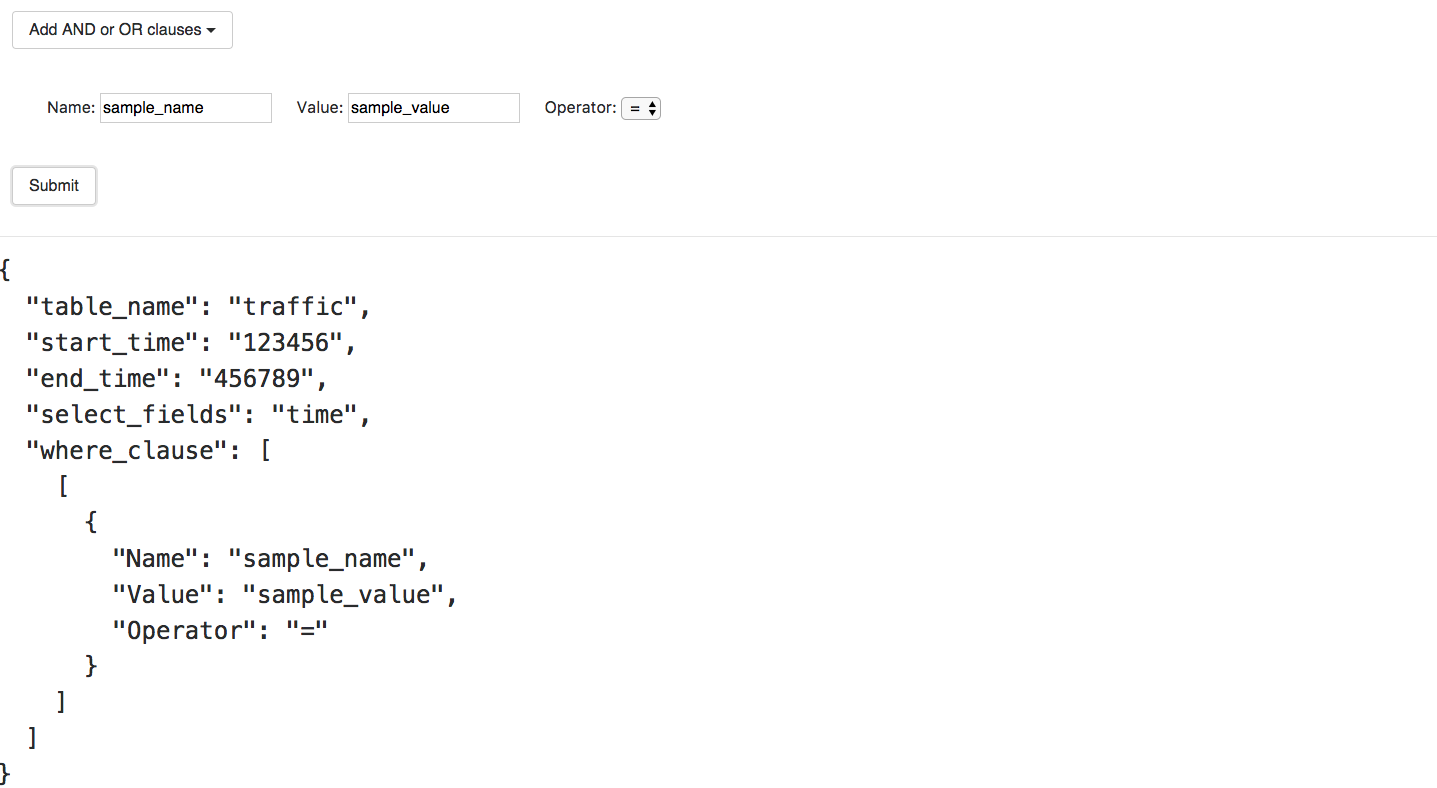 Add AND or OR clauses
Name: sample_name Value: sample_value Operator: =
Submit
{
  "table_name": "traffic",
  "start_time": "123456",
  "end_time": "456789",
  "select_fields": "time",
  "where_clause": [
    [
      {
        "Name": "sample_name",
        "Value": "sample_value",
        "Operator": "="
      }
    ]
  ]
}